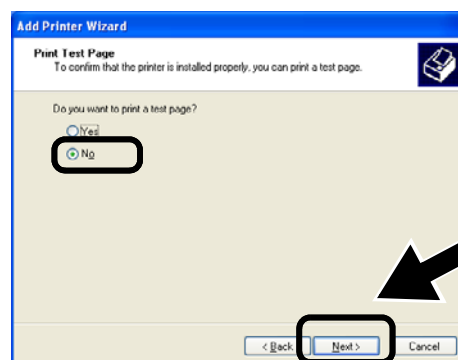 Add Printer Wizard
Print Test Page
To confirm that the printer is installed properly, you can print a test page.
Do you want to print a test page?
Yes
No
< Back Next > Cancel